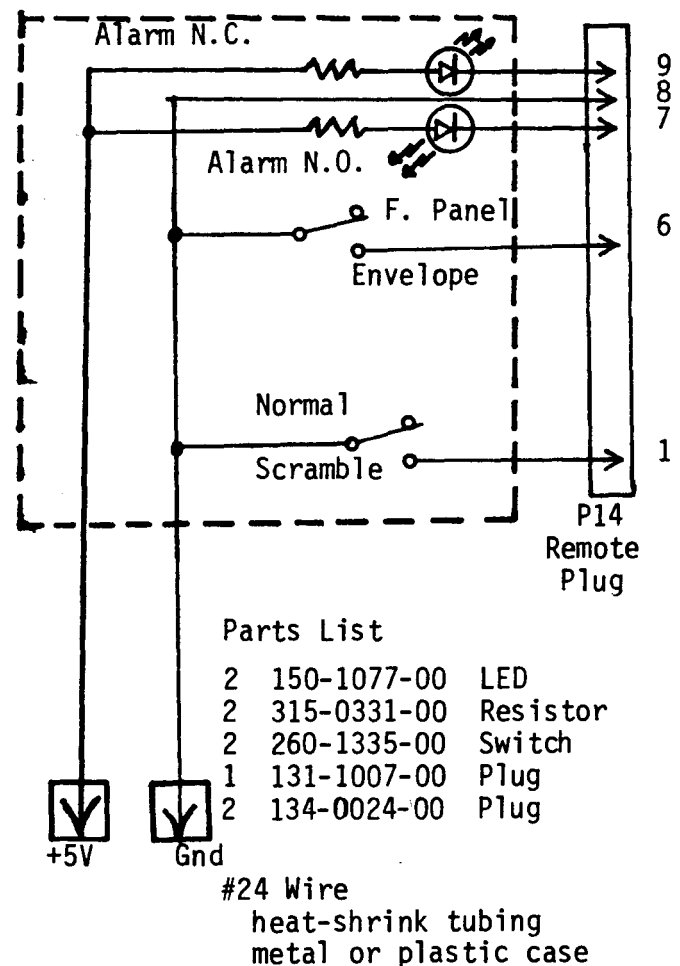 Alarm N.C.
9
8
7
Alarm N.O.
F. Panel
6
Envelope
Normal
Scramble
1
P14
Remote
Plug
Parts List
2 150-1077-00 LED
2 315-0331-00 Resistor
2 260-1335-00 Switch
1 131-1007-00 Plug
2 134-0024-00 Plug
+5V
Gnd
#24 Wire
heat-shrink tubing
metal or plastic case